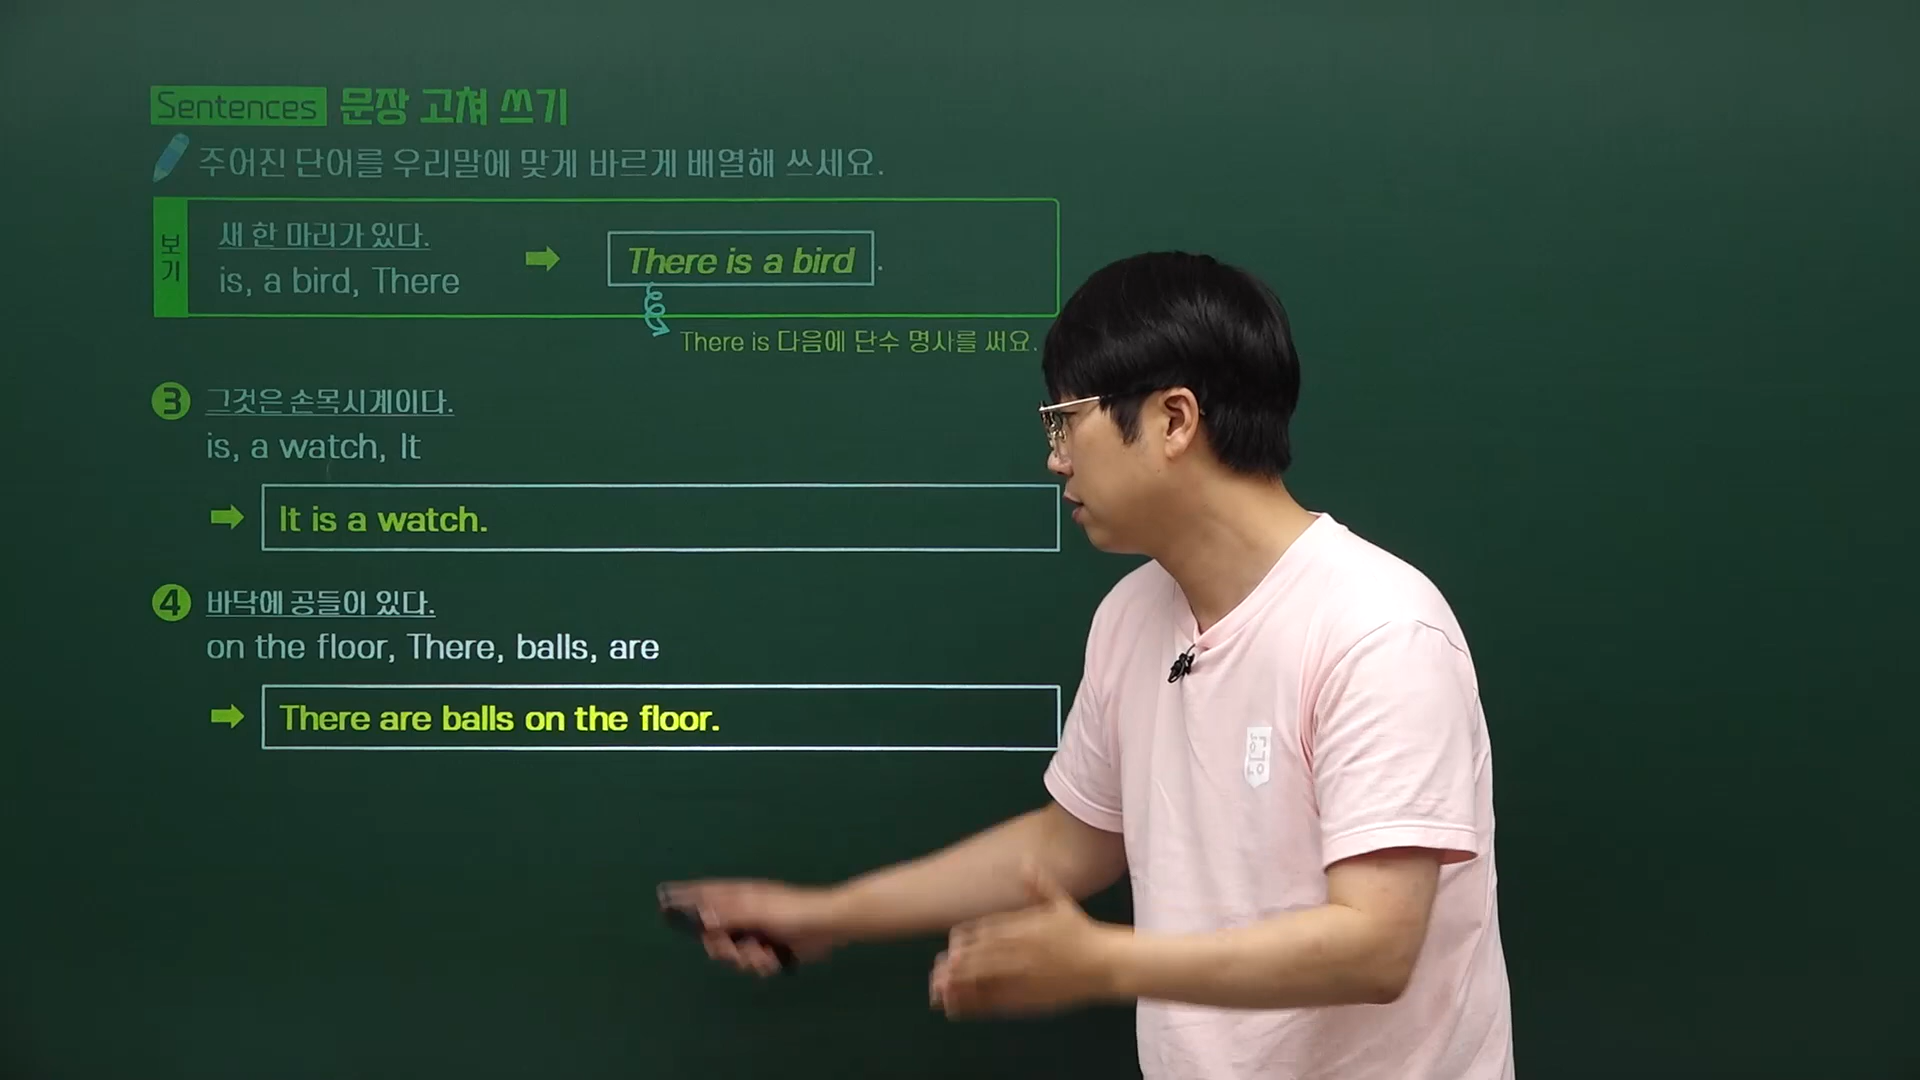 Sentences 문장 고쳐 쓰기
주어진 단어를 우리말에 맞게 바르게 배열해 쓰세요.
보기
새 한 마리가 있다.
is, a bird, There
There is a bird.
There is 다음에 단수 명사를 써요.
3 그것은 손목시계이다.
is, a watch, It
It is a watch.
4 바닥에 공들이 있다.
on the floor, There, balls, are
There are balls on the floor.